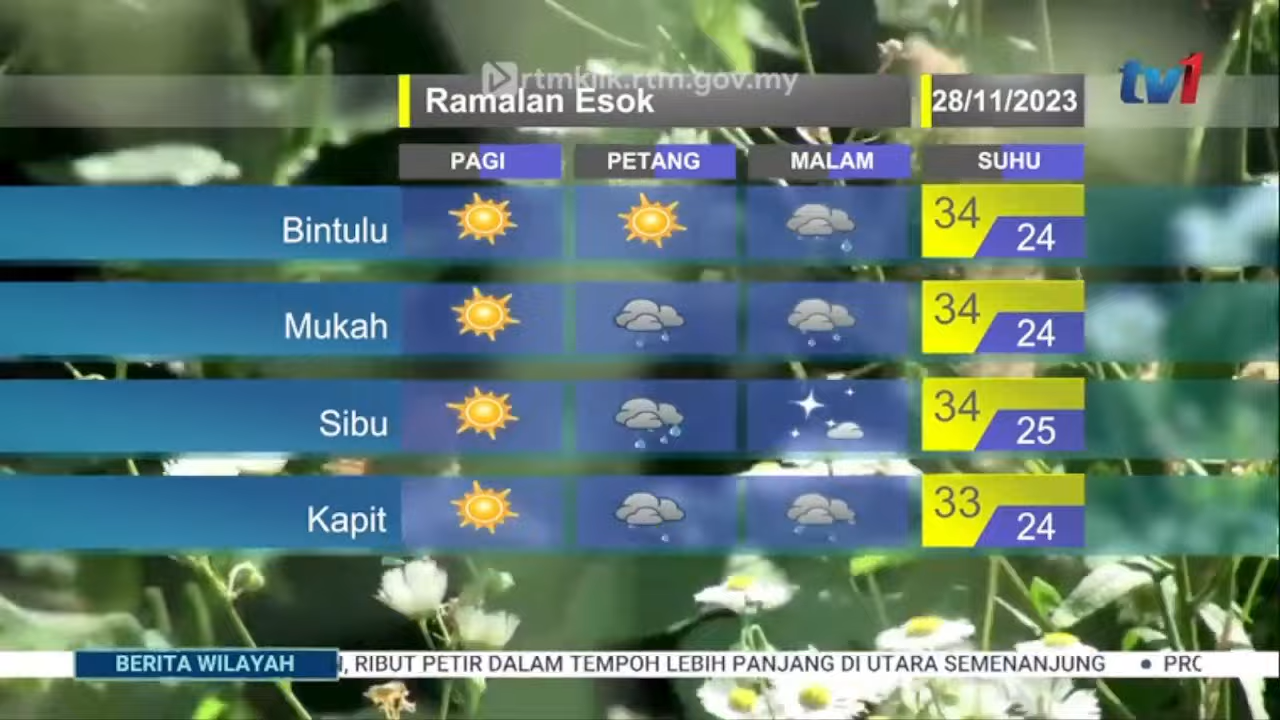 rtmklik.rtm.gov.my
tv1
Ramalan Esok 28/11/2023
PAGI PETANG MALAM SUHU
Bintulu 34 24
Mukah 34 24
Sibu 34 25
Kapit 33 24
BERITA WILAYAH , RIBUT PETIR DALAM TEMPOH LEBIH PANJANG DI UTARA SEMENANJUNG • PRC